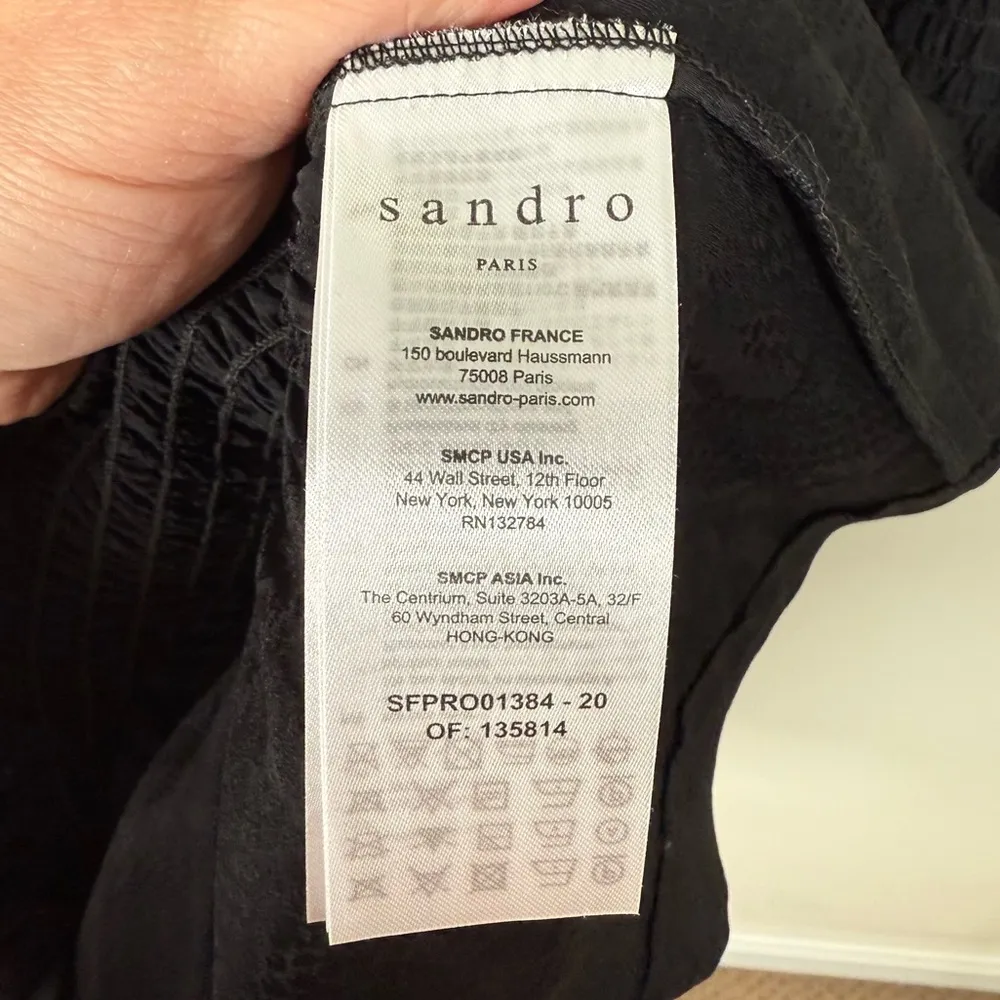 sandro
PARIS
SANDRO FRANCE
150 boulevard Haussmann
75008 Paris
www.sandro-paris.com
SMCP USA Inc.
44 Wall Street, 12th Floor
New York, New York 10005
RN132784
SMCP ASIA Inc.
The Centrium, Suite 3203A-5A, 32/F
60 Wyndham Street, Central
HONG-KONG
SFPRO01384 - 20
OF: 135814